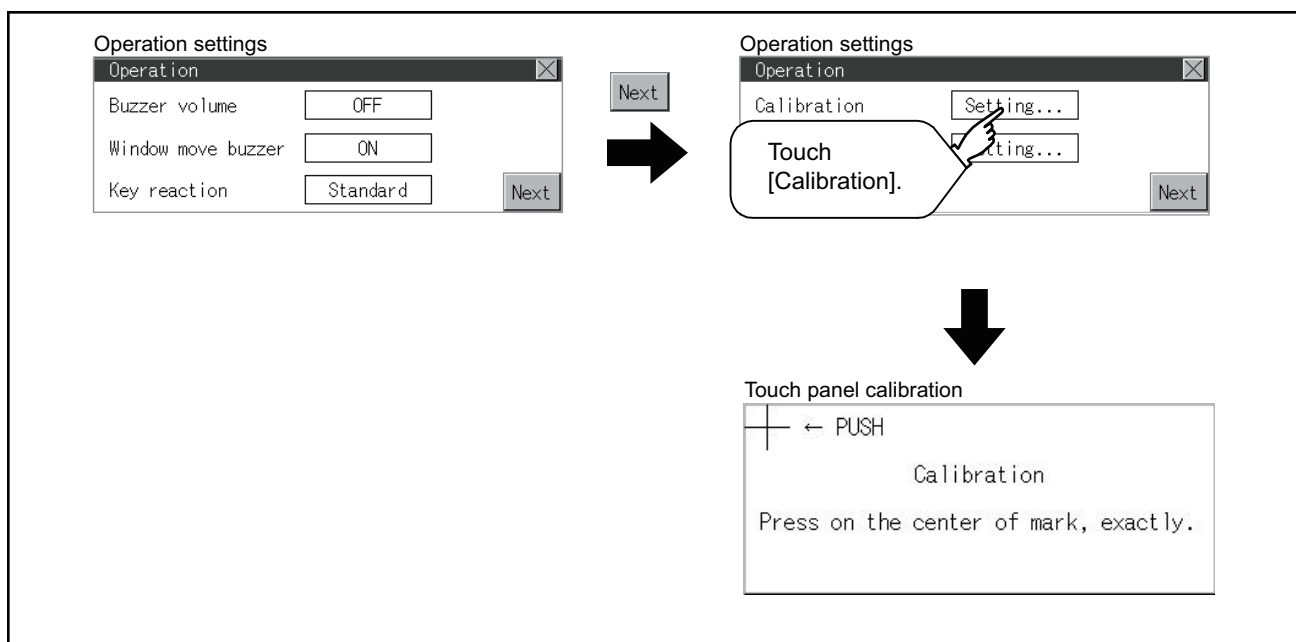 Operation settings
Operation
Buzzer volume OFF
Window move buzzer ON
Key reaction Standard
Next
Next
Operation settings
Operation
Calibration Setting...
Touch
[Calibration].
Next
Touch panel calibration
← PUSH
Calibration
Press on the center of mark, exactly.